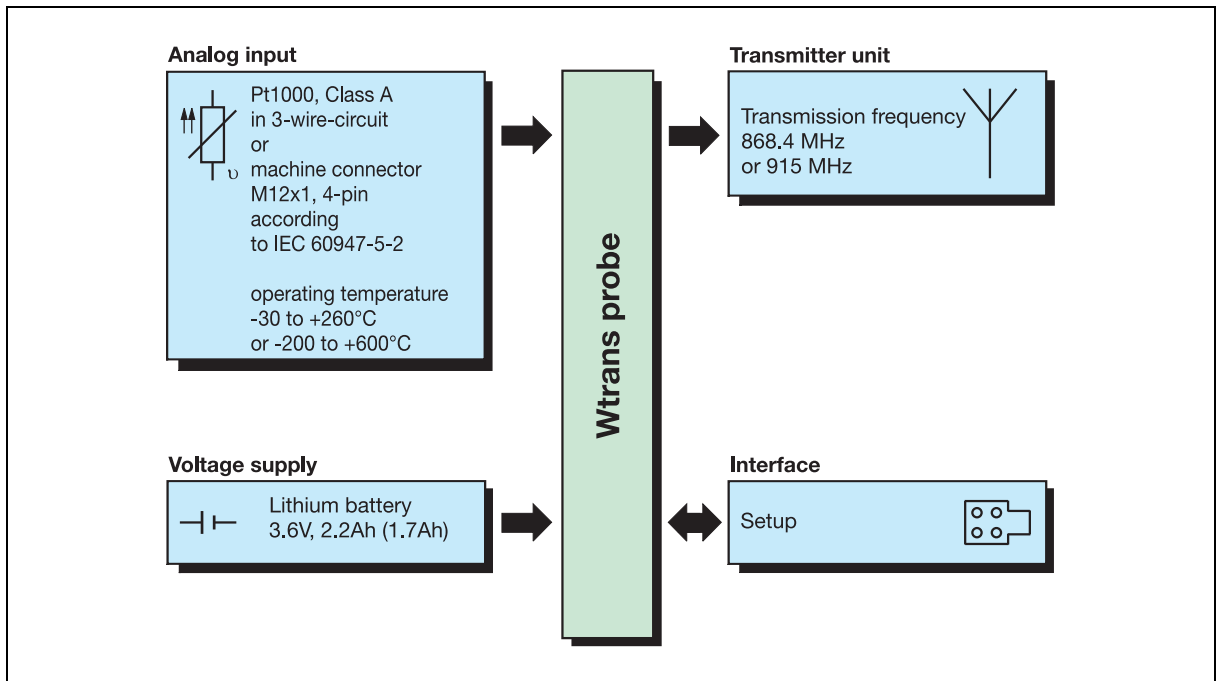 Analog input
Pt1000, Class A
in 3-wire-circuit
or
machine connector
M12x1, 4-pin
according
to IEC 60947-5-2
operating temperature
-30 to +260°C
or -200 to +600°C
υ
Voltage supply
Lithium battery
3.6V, 2.2Ah (1.7Ah)
Wtrans probe
Transmitter unit
Transmission frequency
868.4 MHz
or 915 MHz
Interface
Setup